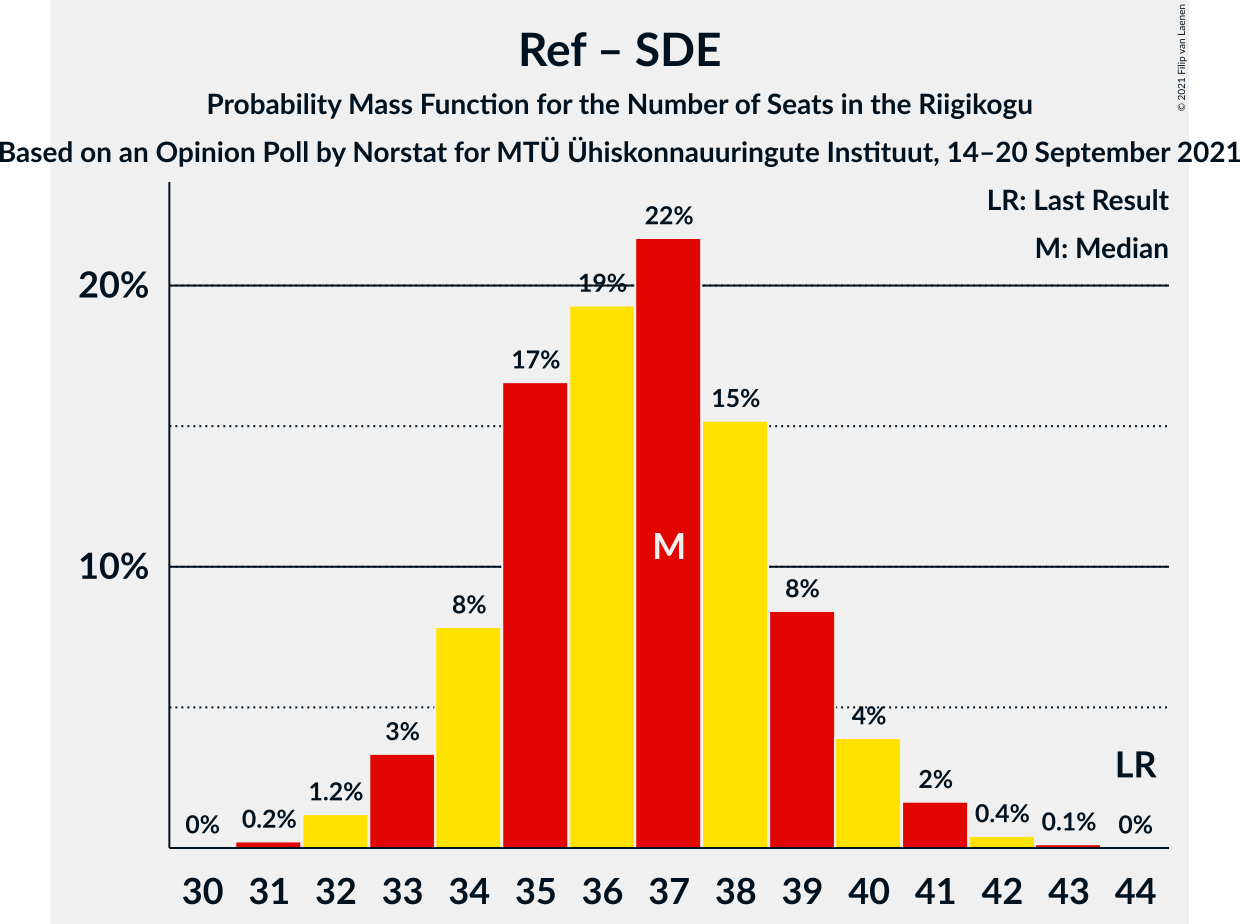 Ref – SDE
Probability Mass Function for the Number of Seats in the Riigikogu
Based on an Opinion Poll by Norstat for MTÜ Ühiskonnauuringute Instituut, 14–20 September 2021
© 2021 Filip van Laenen
LR: Last Result
M: Median
20%
10%
0%
0.2%
1.2%
3%
8%
17%
19%
22%
15%
8%
4%
2%
0.4%
0.1%
0%
M
LR
30 31 32 33 34 35 36 37 38 39 40 41 42 43 44